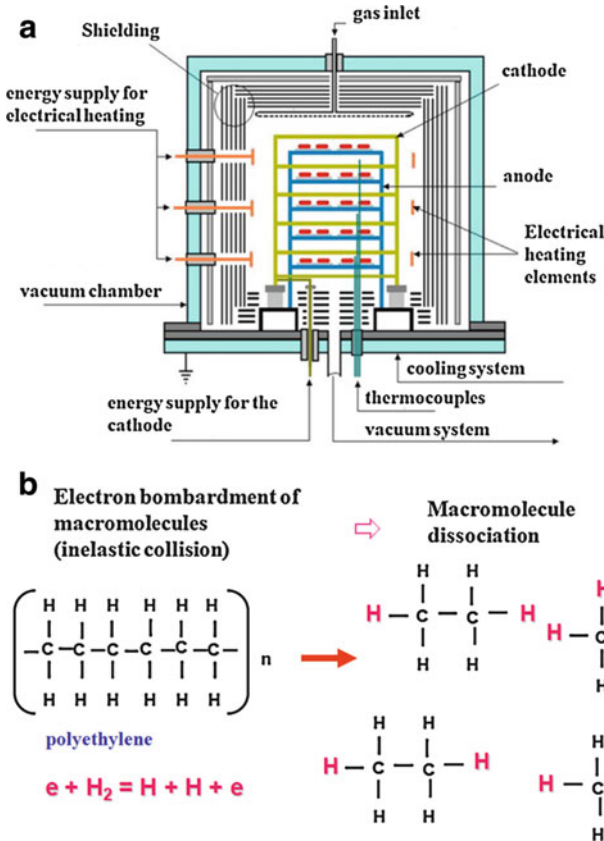 a
gas inlet
Shielding
cathode
energy supply for
electrical heating
anode
Electrical
heating
elements
vacuum chamber
cooling system
energy supply for the
cathode
thermocouples
vacuum system
b
Electron bombardment of
macromolecules
(inelastic collision)
⇨
Macromolecule
dissociation
H H H H H H
–C–C–C–C–C–C–
H H H H H H
n
polyethylene
e + H₂ = H + H + e
H H
H – C – C – H
H H
H
H – C
H
H H
H – C – C – H
H H
H
H – C
H